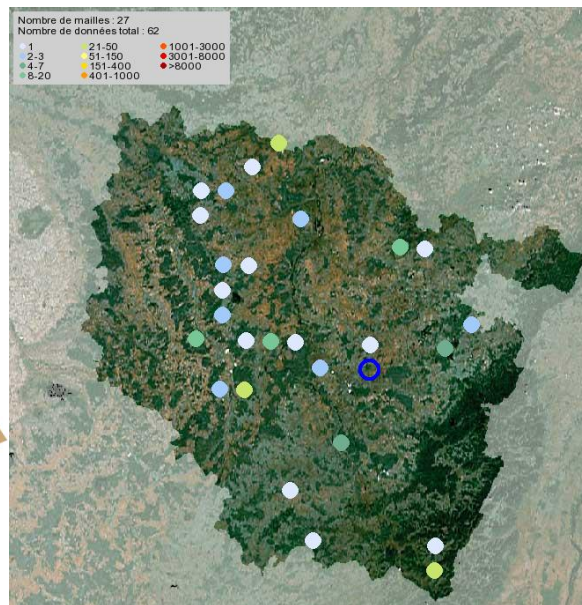 Nombre de mailles : 27
Nombre de données total : 62
1 21-50 1001-3000
2-3 51-150 3001-8000
4-7 151-400 >8000
8-20 401-1000